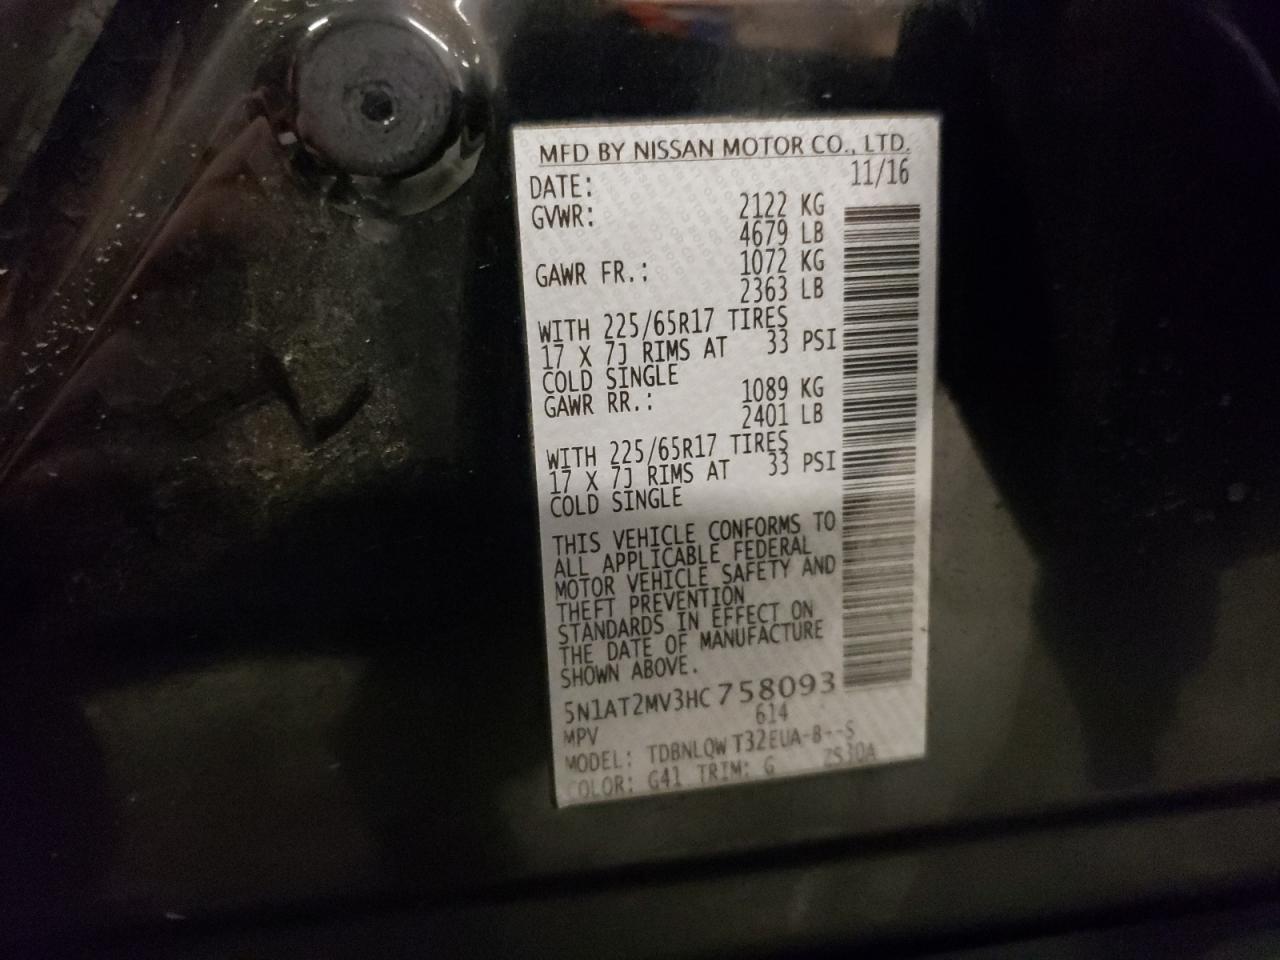 MFD BY NISSAN MOTOR CO., LTD.
DATE: 11/16
GVWR: 2122 KG
4679 LB
GAWR FR.: 1072 KG
2363 LB
WITH 225/65R17 TIRES
17 X 7J RIMS AT 33 PSI
COLD SINGLE
GAWR RR.: 1089 KG
2401 LB
WITH 225/65R17 TIRES
17 X 7J RIMS AT 33 PSI
COLD SINGLE
THIS VEHICLE CONFORMS TO
ALL APPLICABLE FEDERAL
MOTOR VEHICLE SAFETY AND
THEFT PREVENTION
STANDARDS IN EFFECT ON
THE DATE OF MANUFACTURE
SHOWN ABOVE.
5N1AT2MV3HC758093
MPV 614
MODEL: TDBNLQW T32EUA-8--S
COLOR: G41 TRIM: G ZS30A